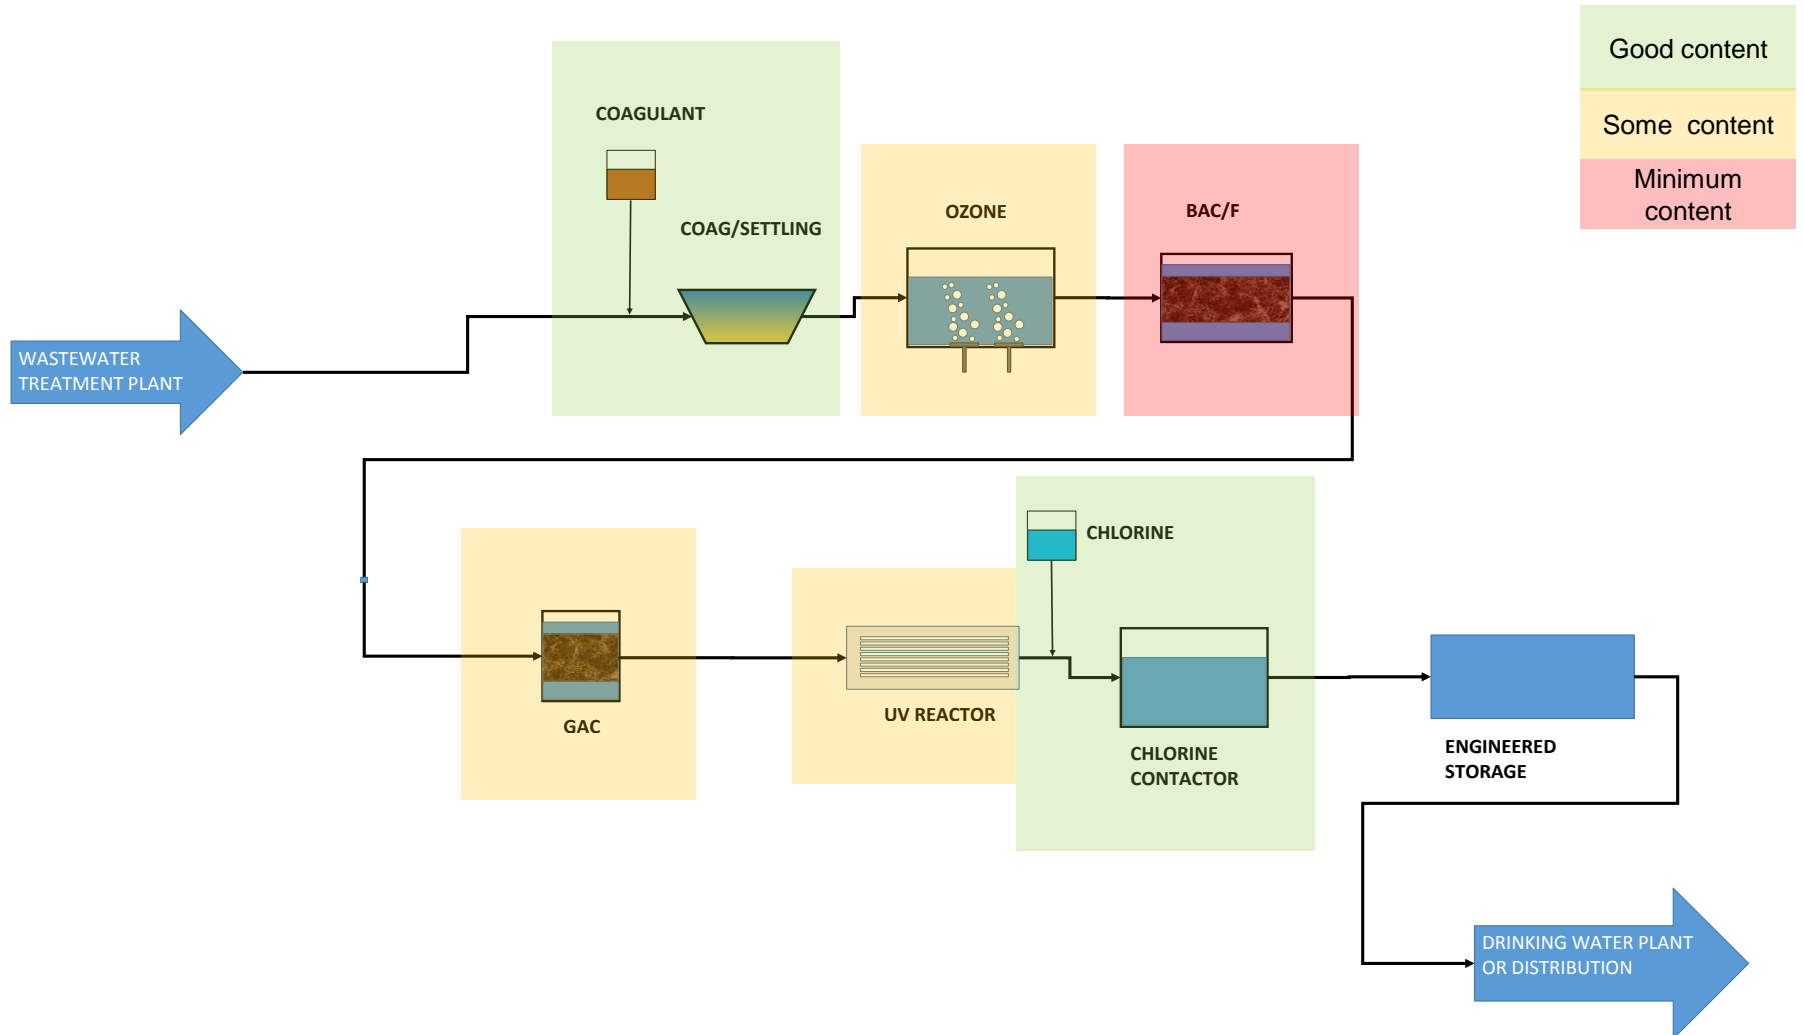 Good content
Some content
Minimum
content
COAGULANT
COAG/SETTLING
OZONE
BAC/F
WASTEWATER
TREATMENT PLANT
CHLORINE
GAC
UV REACTOR
CHLORINE
CONTACTOR
ENGINEERED
STORAGE
DRINKING WATER PLANT
OR DISTRIBUTION